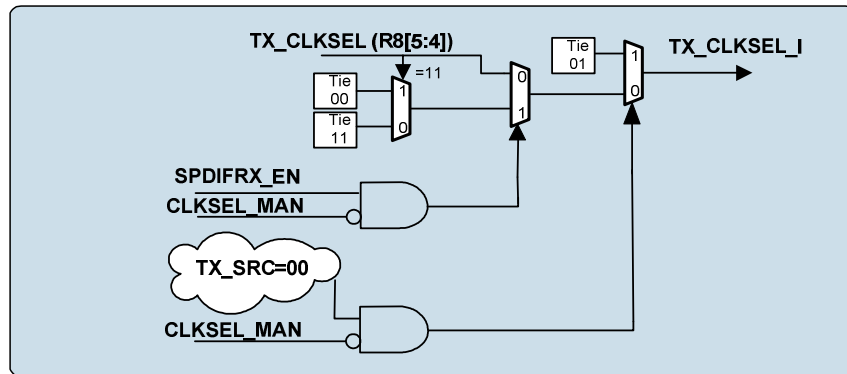 TX_CLKSEL (R8[5:4])
Tie
01
1
0
TX_CLKSEL_I
=11
Tie
00
1
0
0
1
Tie
11
SPDIFRX_EN
CLKSEL_MAN
TX_SRC=00
CLKSEL_MAN